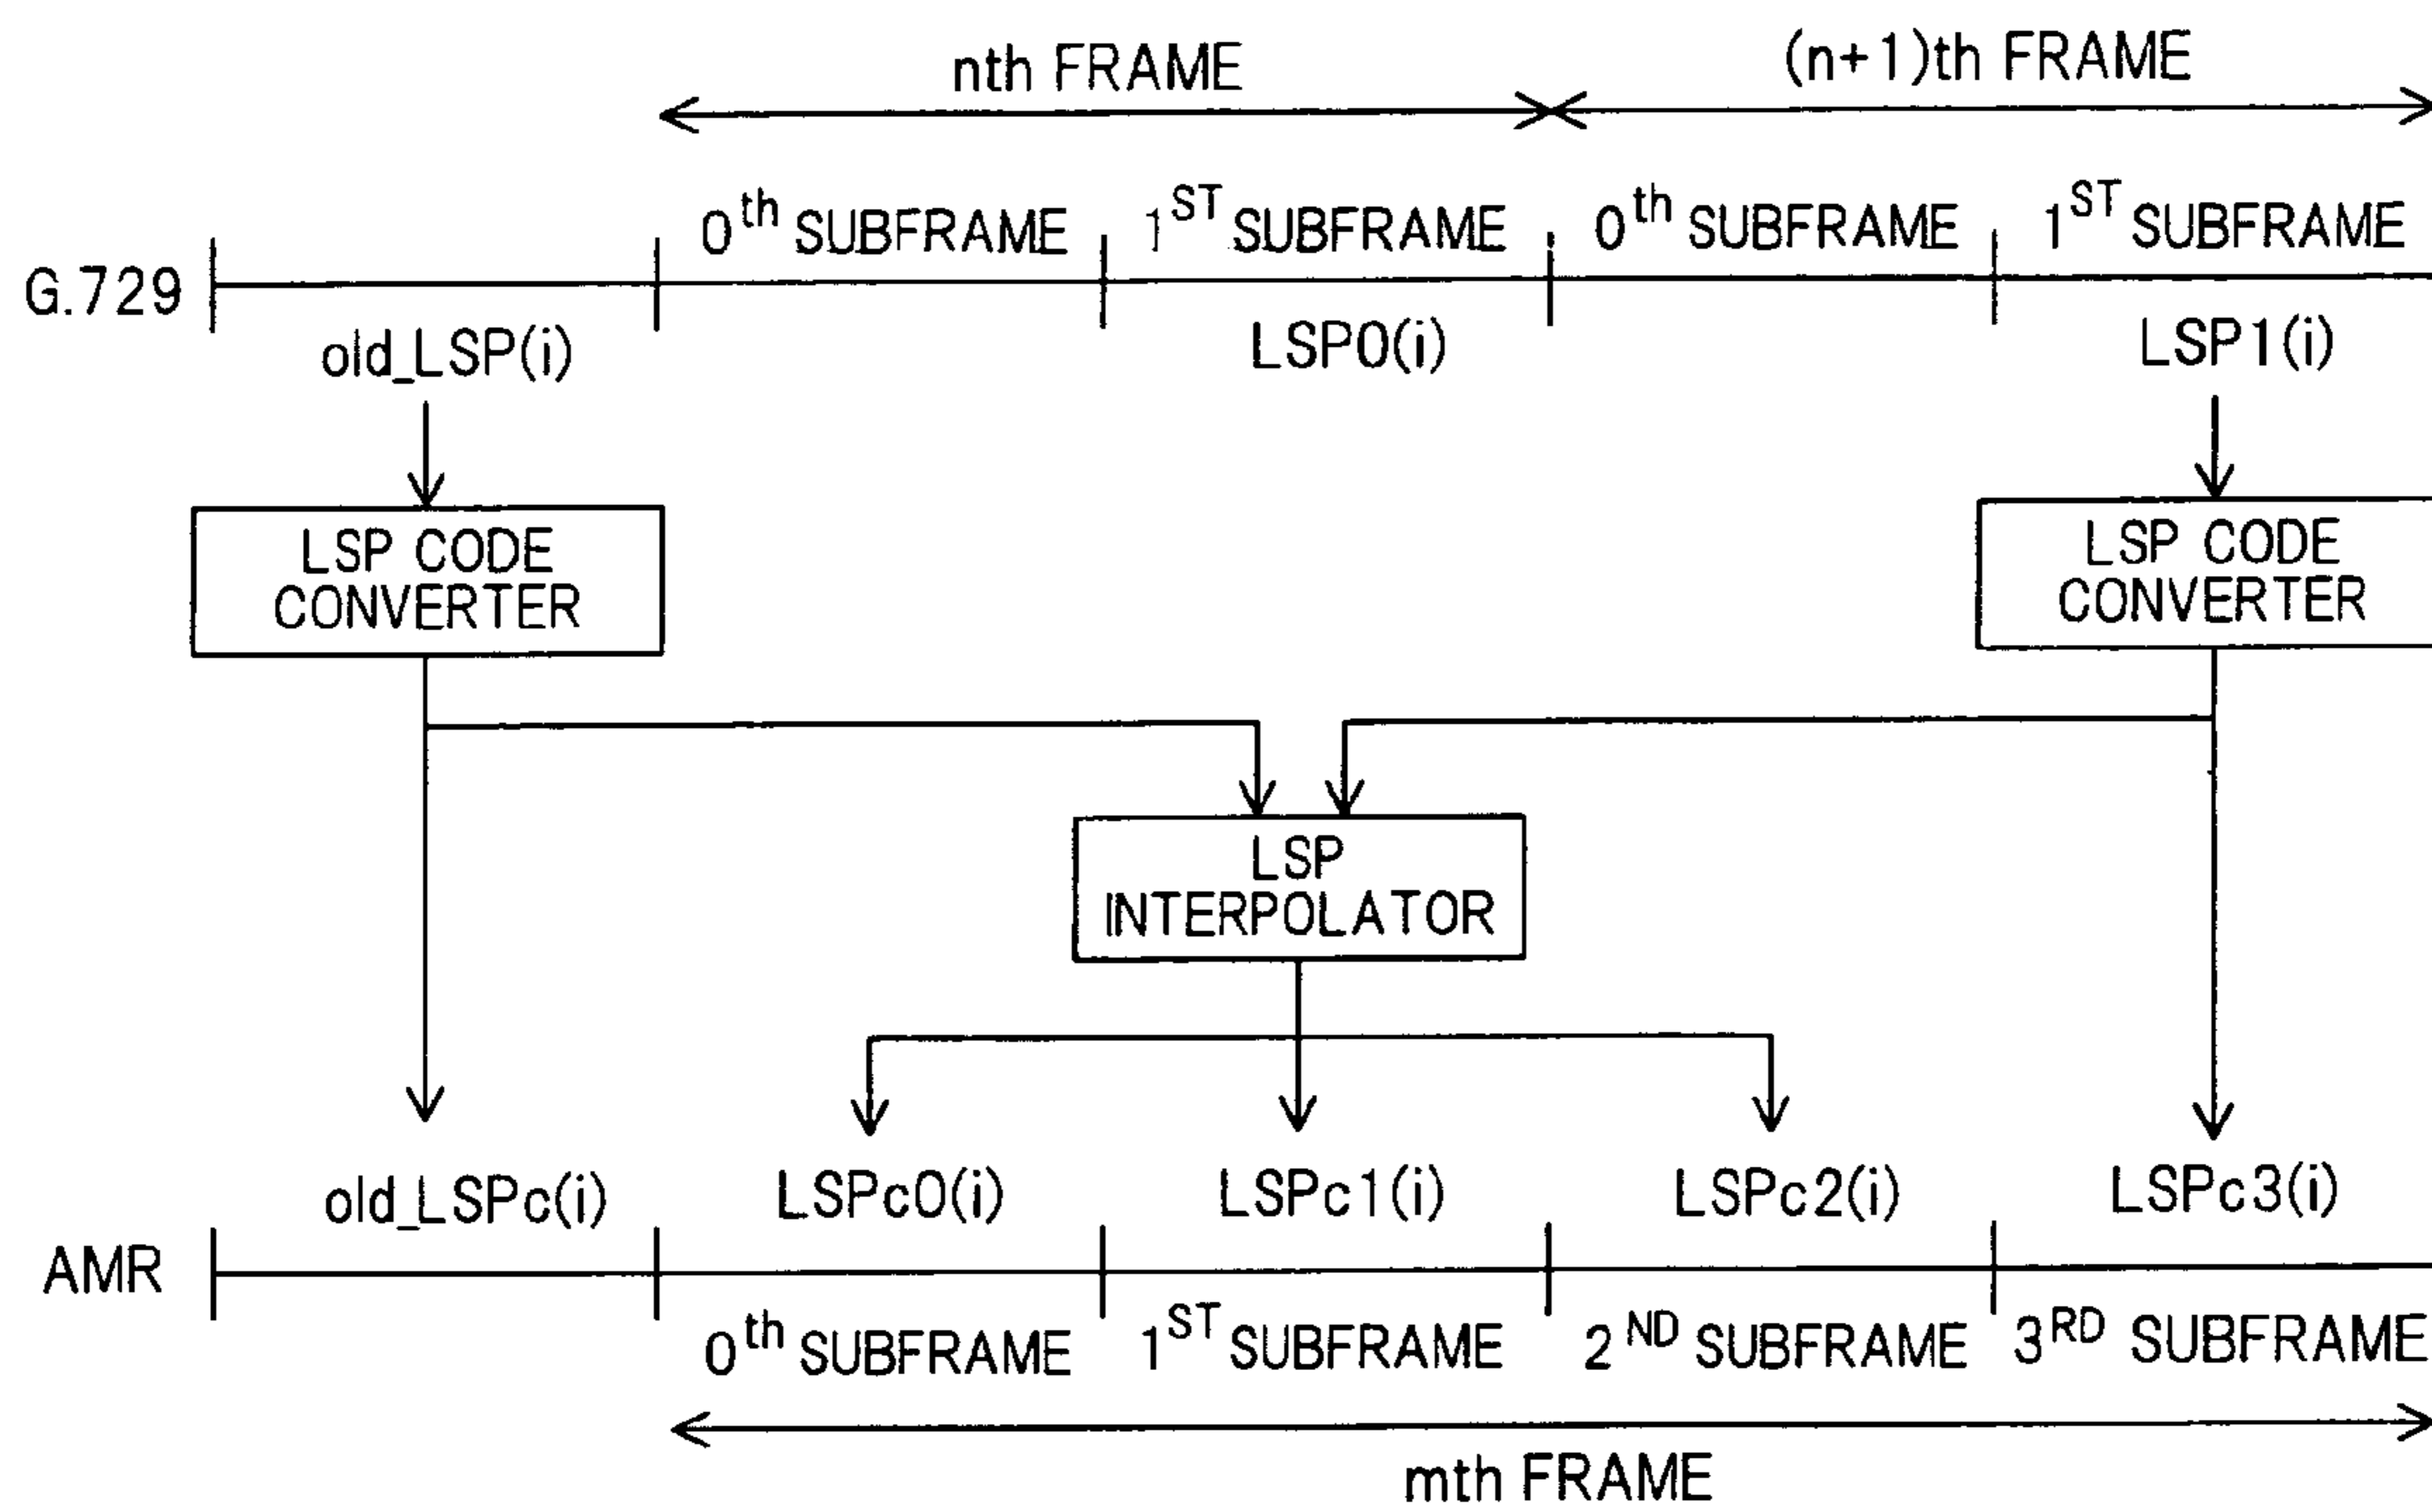 nth FRAME
(n+1)th FRAME
0th SUBFRAME
1ST SUBFRAME
0th SUBFRAME
1ST SUBFRAME
G.729
old_LSP(i)
LSP0(i)
LSP1(i)
LSP CODE
CONVERTER
LSP CODE
CONVERTER
LSP
INTERPOLATOR
old_LSPc(i)
LSPc0(i)
LSPc1(i)
LSPc2(i)
LSPc3(i)
AMR
0th SUBFRAME
1ST SUBFRAME
2ND SUBFRAME
3RD SUBFRAME
mth FRAME